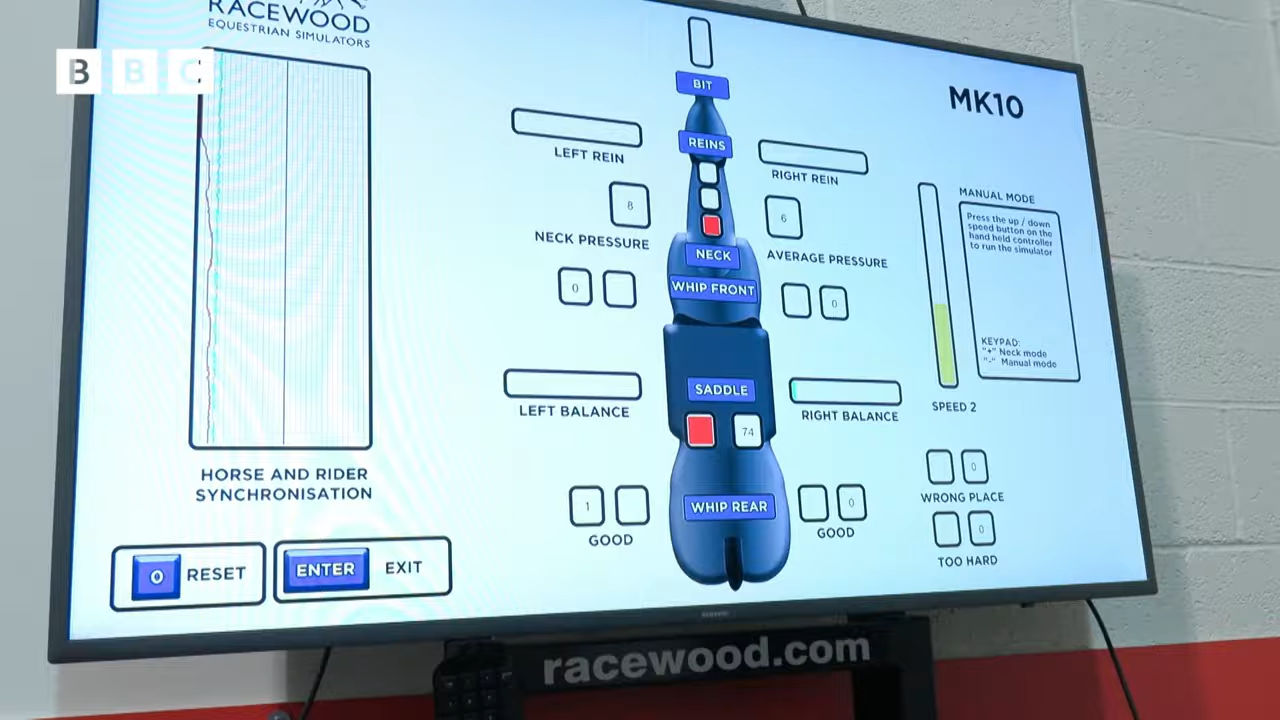 RACEWOOD
EQUESTRIAN SIMULATORS
BBC
MK10
BIT
REINS
LEFT REIN
RIGHT REIN
8
NECK PRESSURE
6
AVERAGE PRESSURE
NECK
WHIP FRONT
0
0
MANUAL MODE
Press the up / down
speed button on the
hand held controller
to run the simulator
KEYPAD:
"+" Neck mode
"-" Manual mode
SPEED 2
SADDLE
LEFT BALANCE
RIGHT BALANCE
74
HORSE AND RIDER
SYNCHRONISATION
WHIP REAR
1
GOOD
0
GOOD
0
WRONG PLACE
0
TOO HARD
0 RESET
ENTER EXIT
SAMSUNG
racewood.com